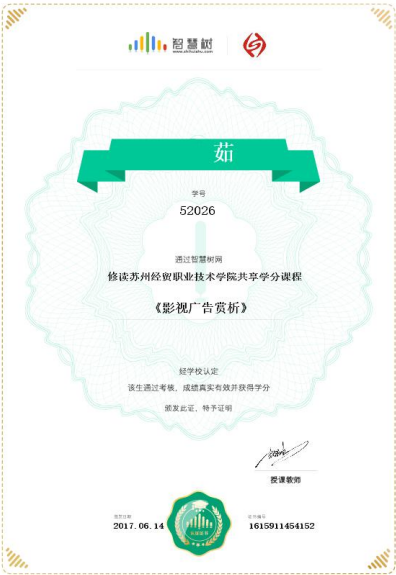 智慧树
www.zhihuishu.com
茹
学号
52026
通过智慧树网
修读苏州经贸职业技术学院共享学分课程
《影视广告赏析》
经学校认定
该生通过考核，成绩真实有效并获得学分
颁发此证，特予证明
授课教师
2017.06.14
证书编号
1615911454152